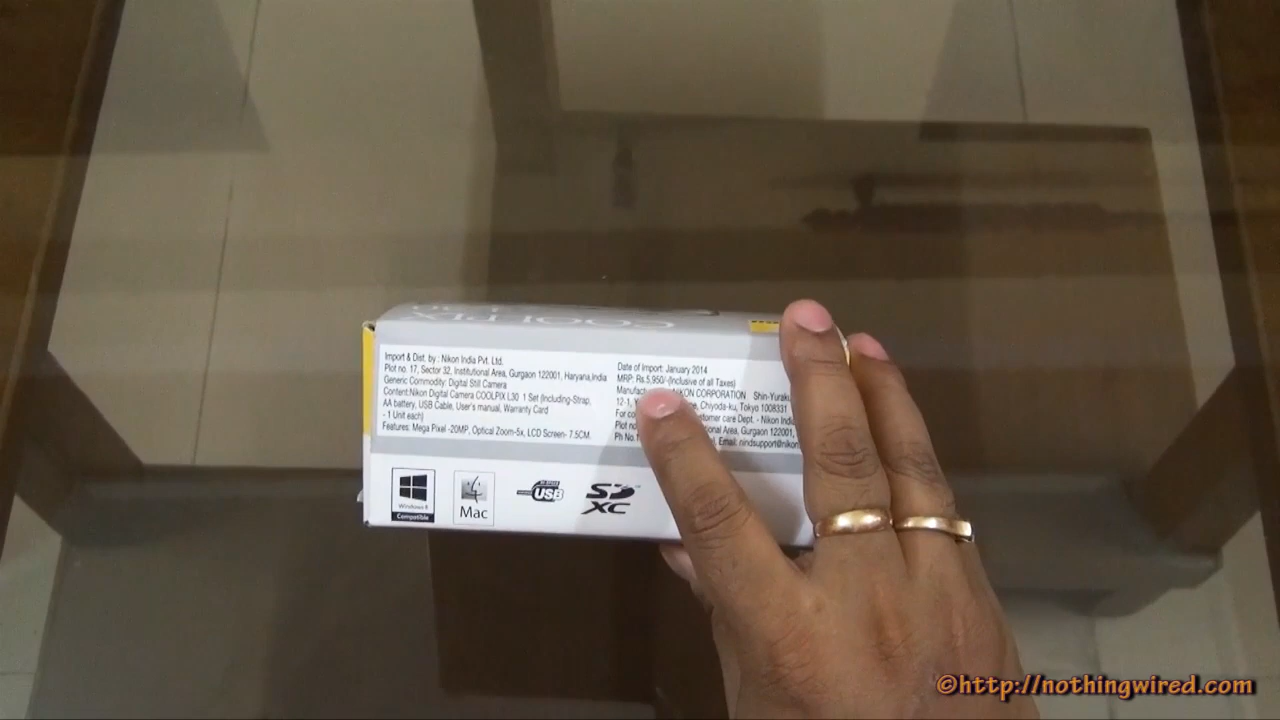 COOLPIX
L30
Import & Dist. by : Nikon India Pvt. Ltd.
Plot no. 17, Sector 32, Institutional Area, Gurgaon 122001, Haryana,India
Generic Commodity: Digital Still Camera
Content:Nikon Digital Camera COOLPIX L30 1 Set (Including-Strap,
AA battery, USB Cable, User's manual, Warranty Card
- 1 Unit each)
Features: Mega Pixel -20MP, Optical Zoom-5x, LCD Screen- 7.5CM.
Date of Import: January 2014
MRP: Rs.5,950/-(Inclusive of all Taxes)
NIKON CORPORATION Shin-Yuraku
12-1, Chiyoda-ku, Tokyo 1008331
For customer care Dept. - Nikon India
Plot Area, Gurgaon 122001,
Ph No. Email: nindsupport@nikon
Windows 8
Compatible
Mac
HI-SPEED
CERTIFIED
USB
SD
XC
©http://nothingwired.com